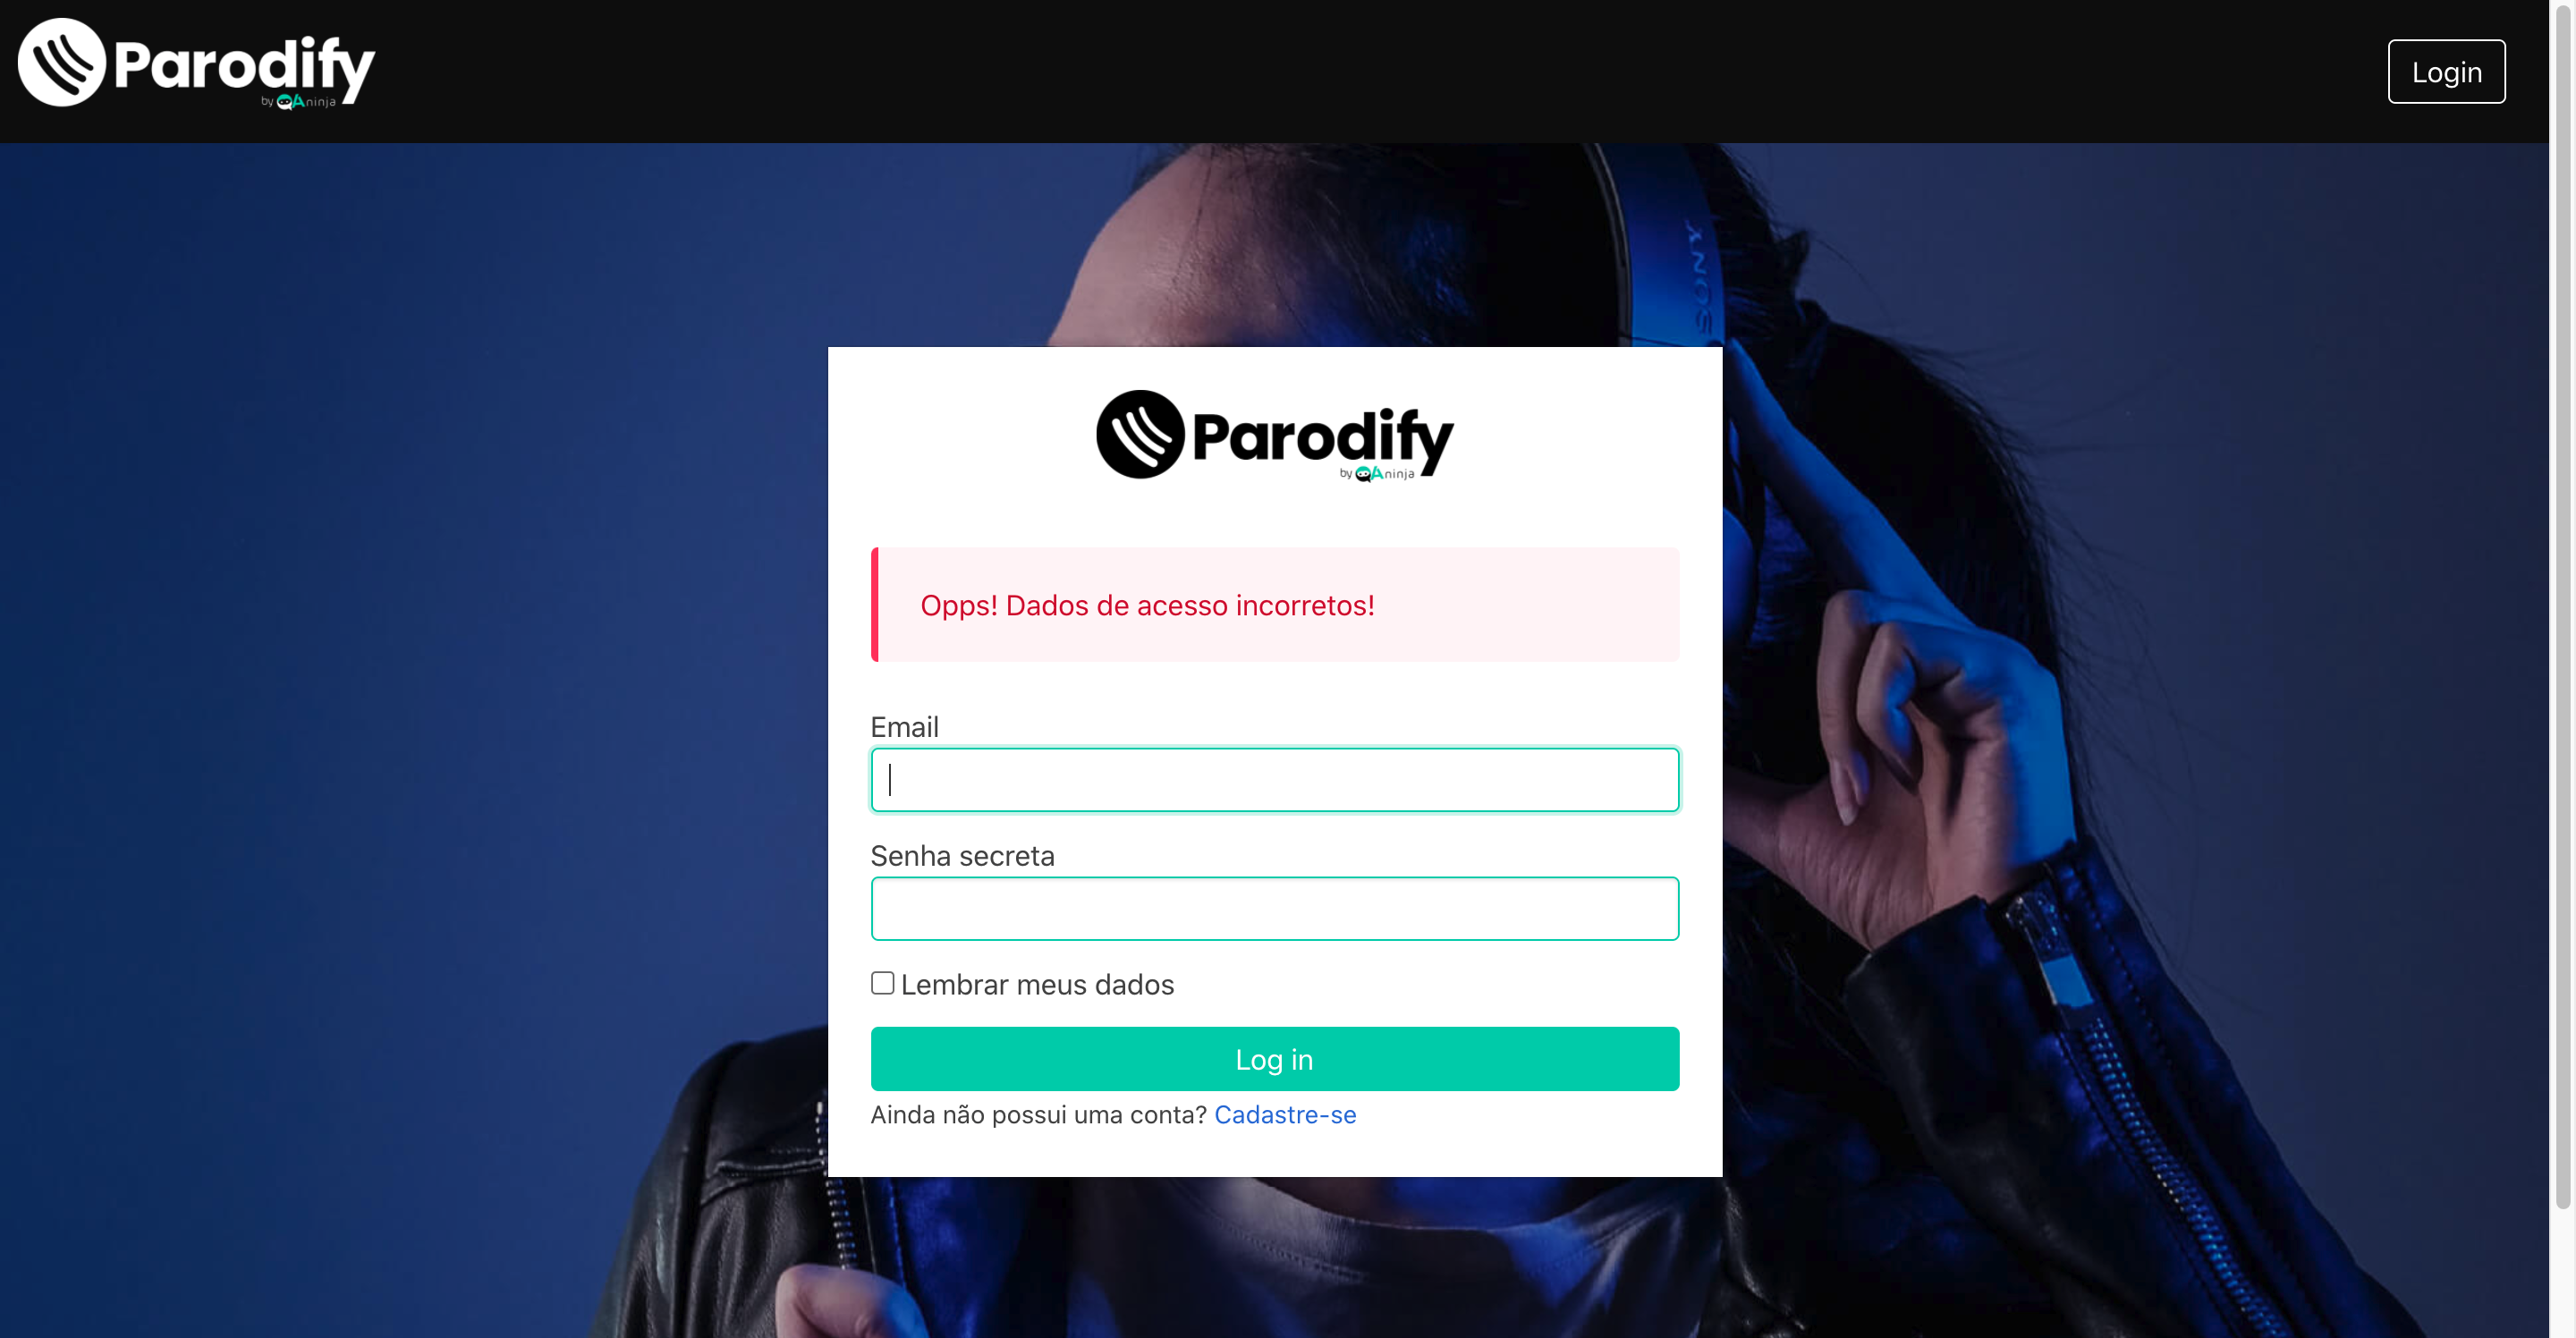 Parodify
by QAninja
Login
SONY
Parodify
by QAninja
Opps! Dados de acesso incorretos!
Email
Senha secreta
Lembrar meus dados
Log in
Ainda não possui uma conta? Cadastre-se